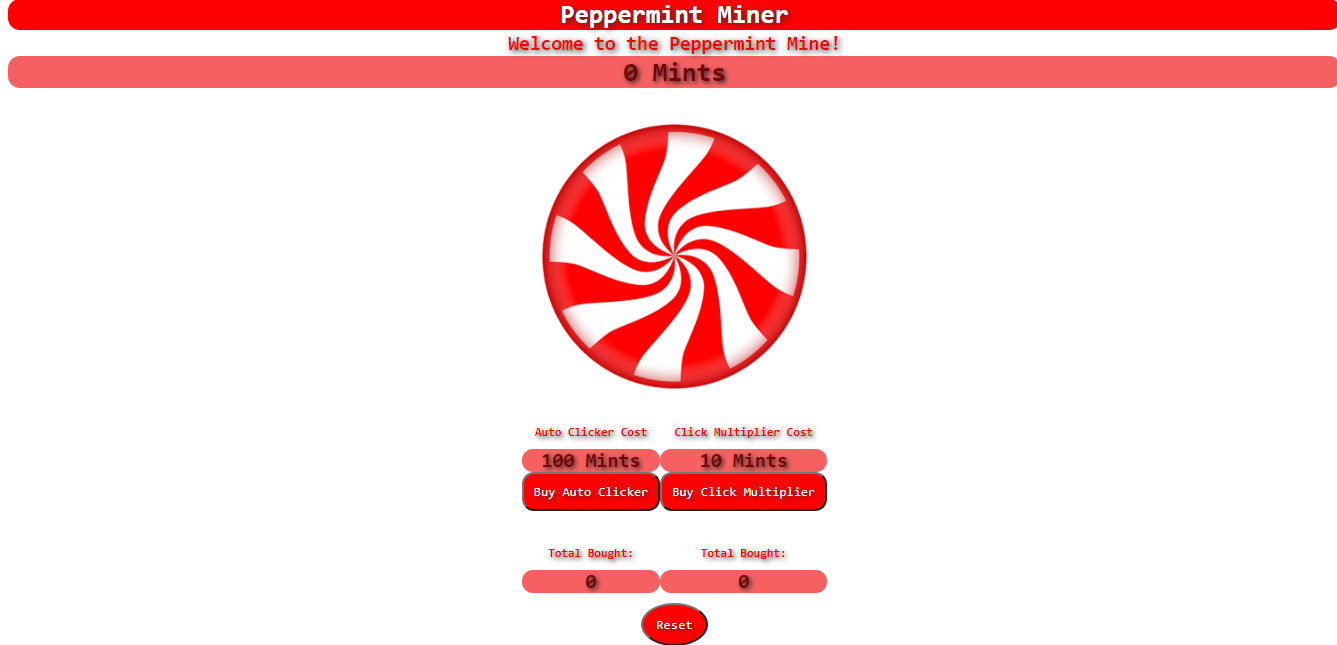 Peppermint Miner
Welcome to the Peppermint Mine!
0 Mints
Auto Clicker Cost Click Multiplier Cost
100 Mints 10 Mints
Buy Auto Clicker Buy Click Multiplier
Total Bought: Total Bought:
0 0
Reset